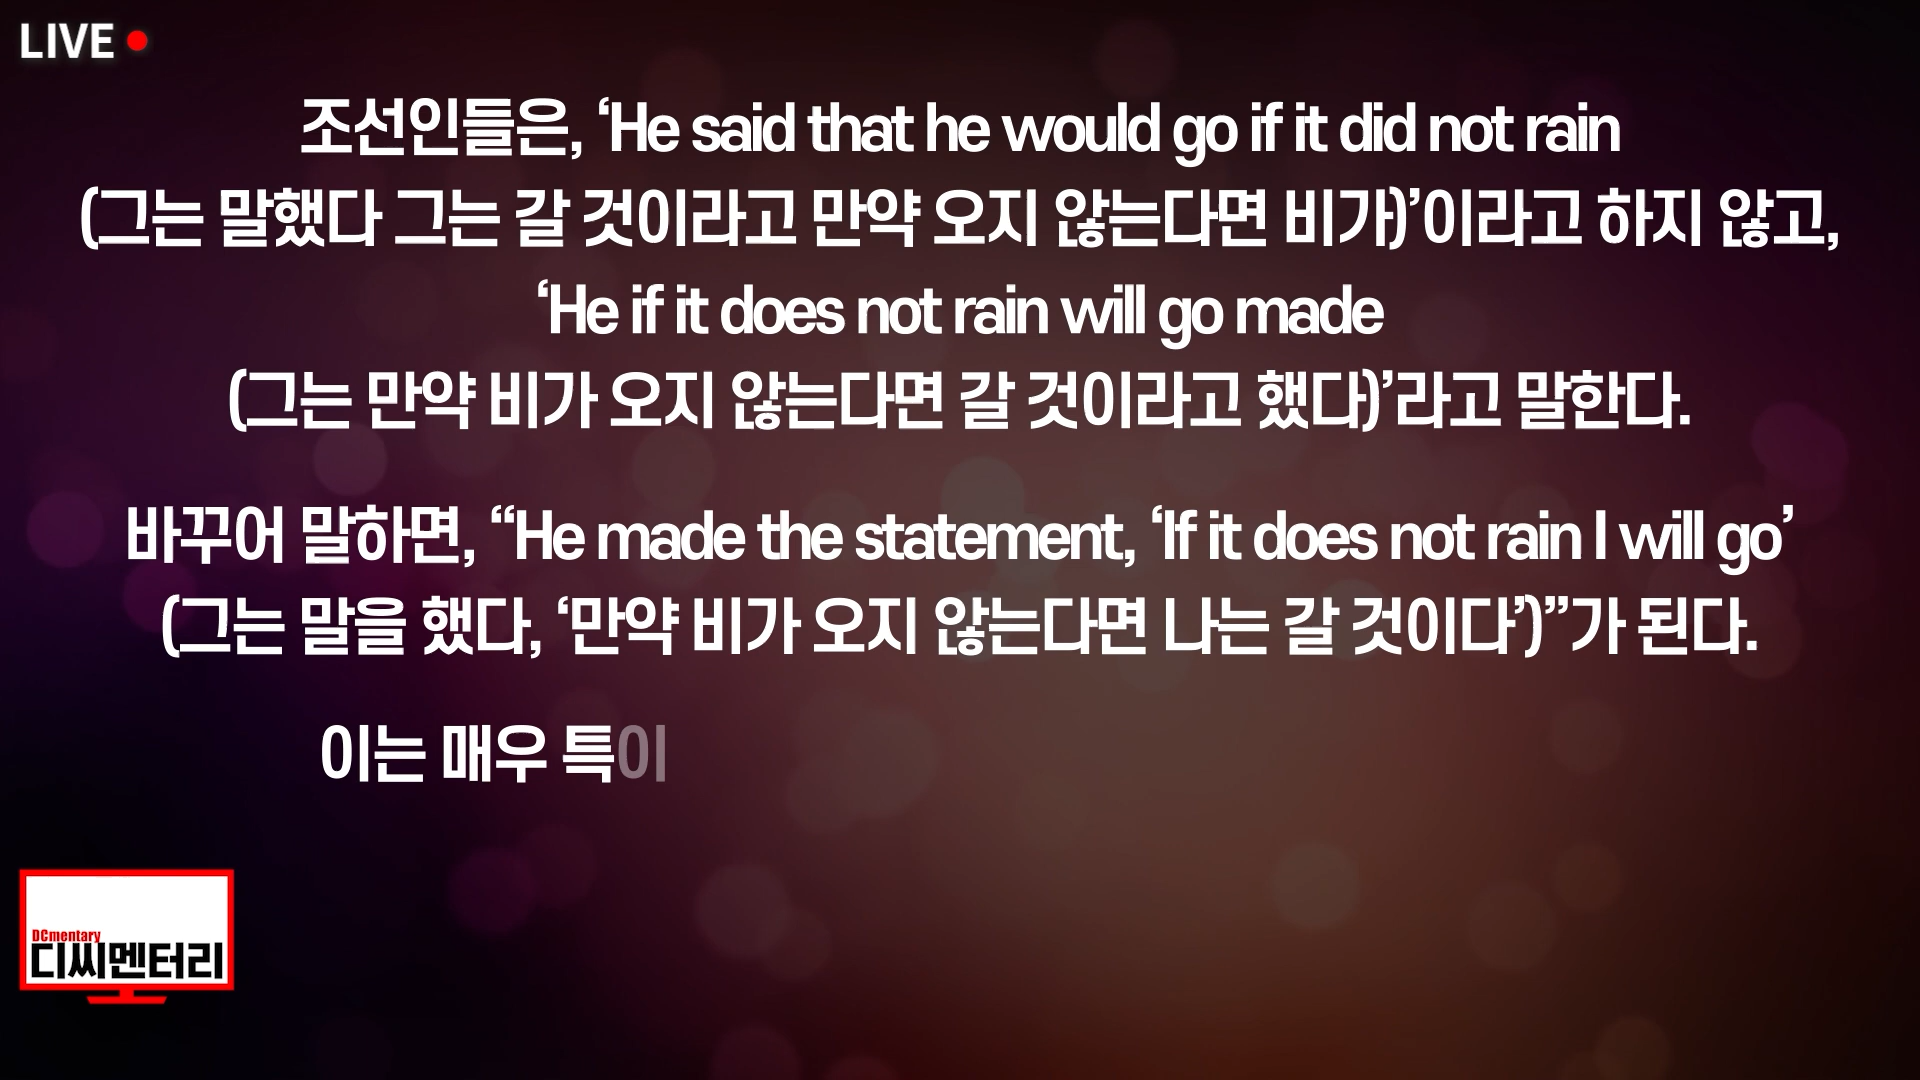 LIVE
조선인들은, ‘He said that he would go if it did not rain
(그는 말했다 그는 갈 것이라고 만약 오지 않는다면 비가)’이라고 하지 않고,
‘He if it does not rain will go made
(그는 만약 비가 오지 않는다면 갈 것이라고 했다)’라고 말한다.
바꾸어 말하면, “He made the statement, ‘If it does not rain I will go’
(그는 말을 했다, ‘만약 비가 오지 않는다면 나는 갈 것이다’)”가 된다.
이는 매우 특이
DCmentary
디씨멘터리